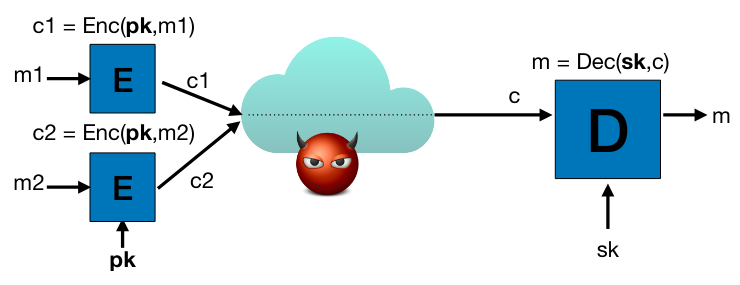 c1 = Enc(pk,m1)
m1
E
c1
c2 = Enc(pk,m2)
m2
E
c2
pk
c
m = Dec(sk,c)
D
m
sk